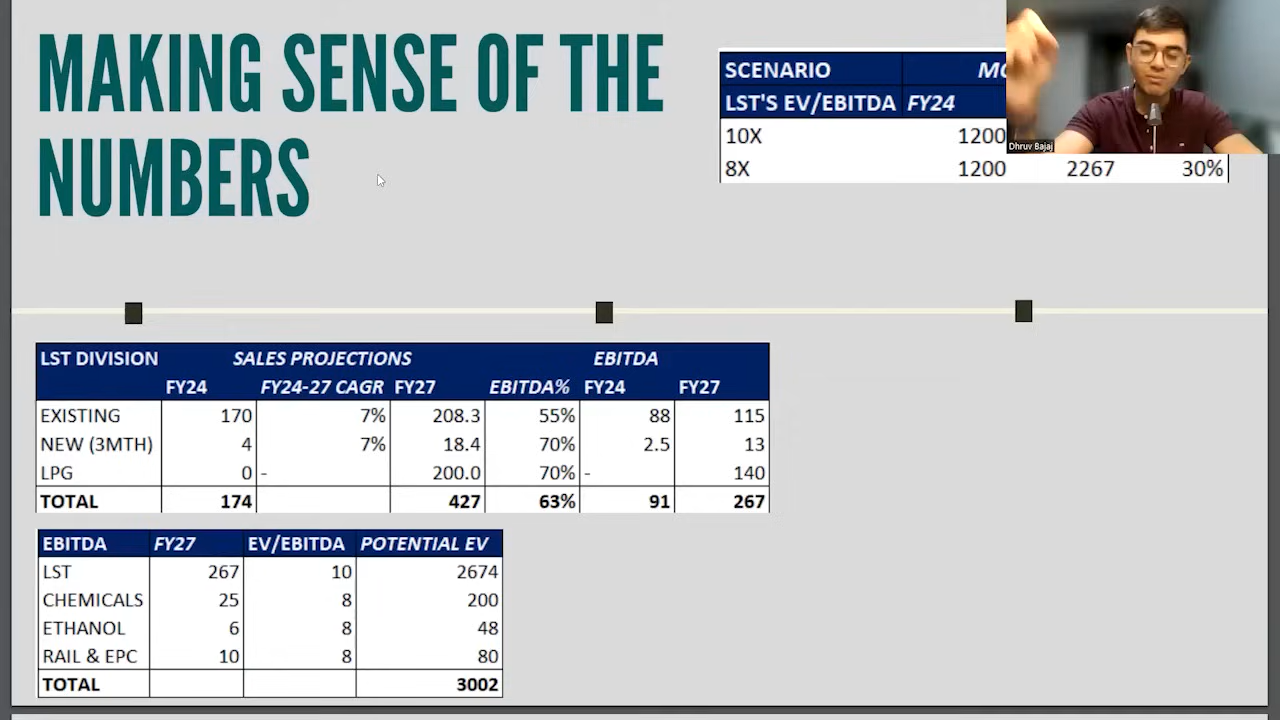 MAKING SENSE OF THE
NUMBERS
SCENARIO
LST'S EV/EBITDA FY24
10X 1200
8X 1200 2267 30%
Dhruv Bajaj
LST DIVISION SALES PROJECTIONS EBITDA
FY24 FY24-27 CAGR FY27 EBITDA% FY24 FY27
EXISTING 170 7% 208.3 55% 88 115
NEW (3MTH) 4 7% 18.4 70% 2.5 13
LPG 0 - 200.0 70% - 140
TOTAL 174 427 63% 91 267
EBITDA FY27 EV/EBITDA POTENTIAL EV
LST 267 10 2674
CHEMICALS 25 8 200
ETHANOL 6 8 48
RAIL & EPC 10 8 80
TOTAL 3002